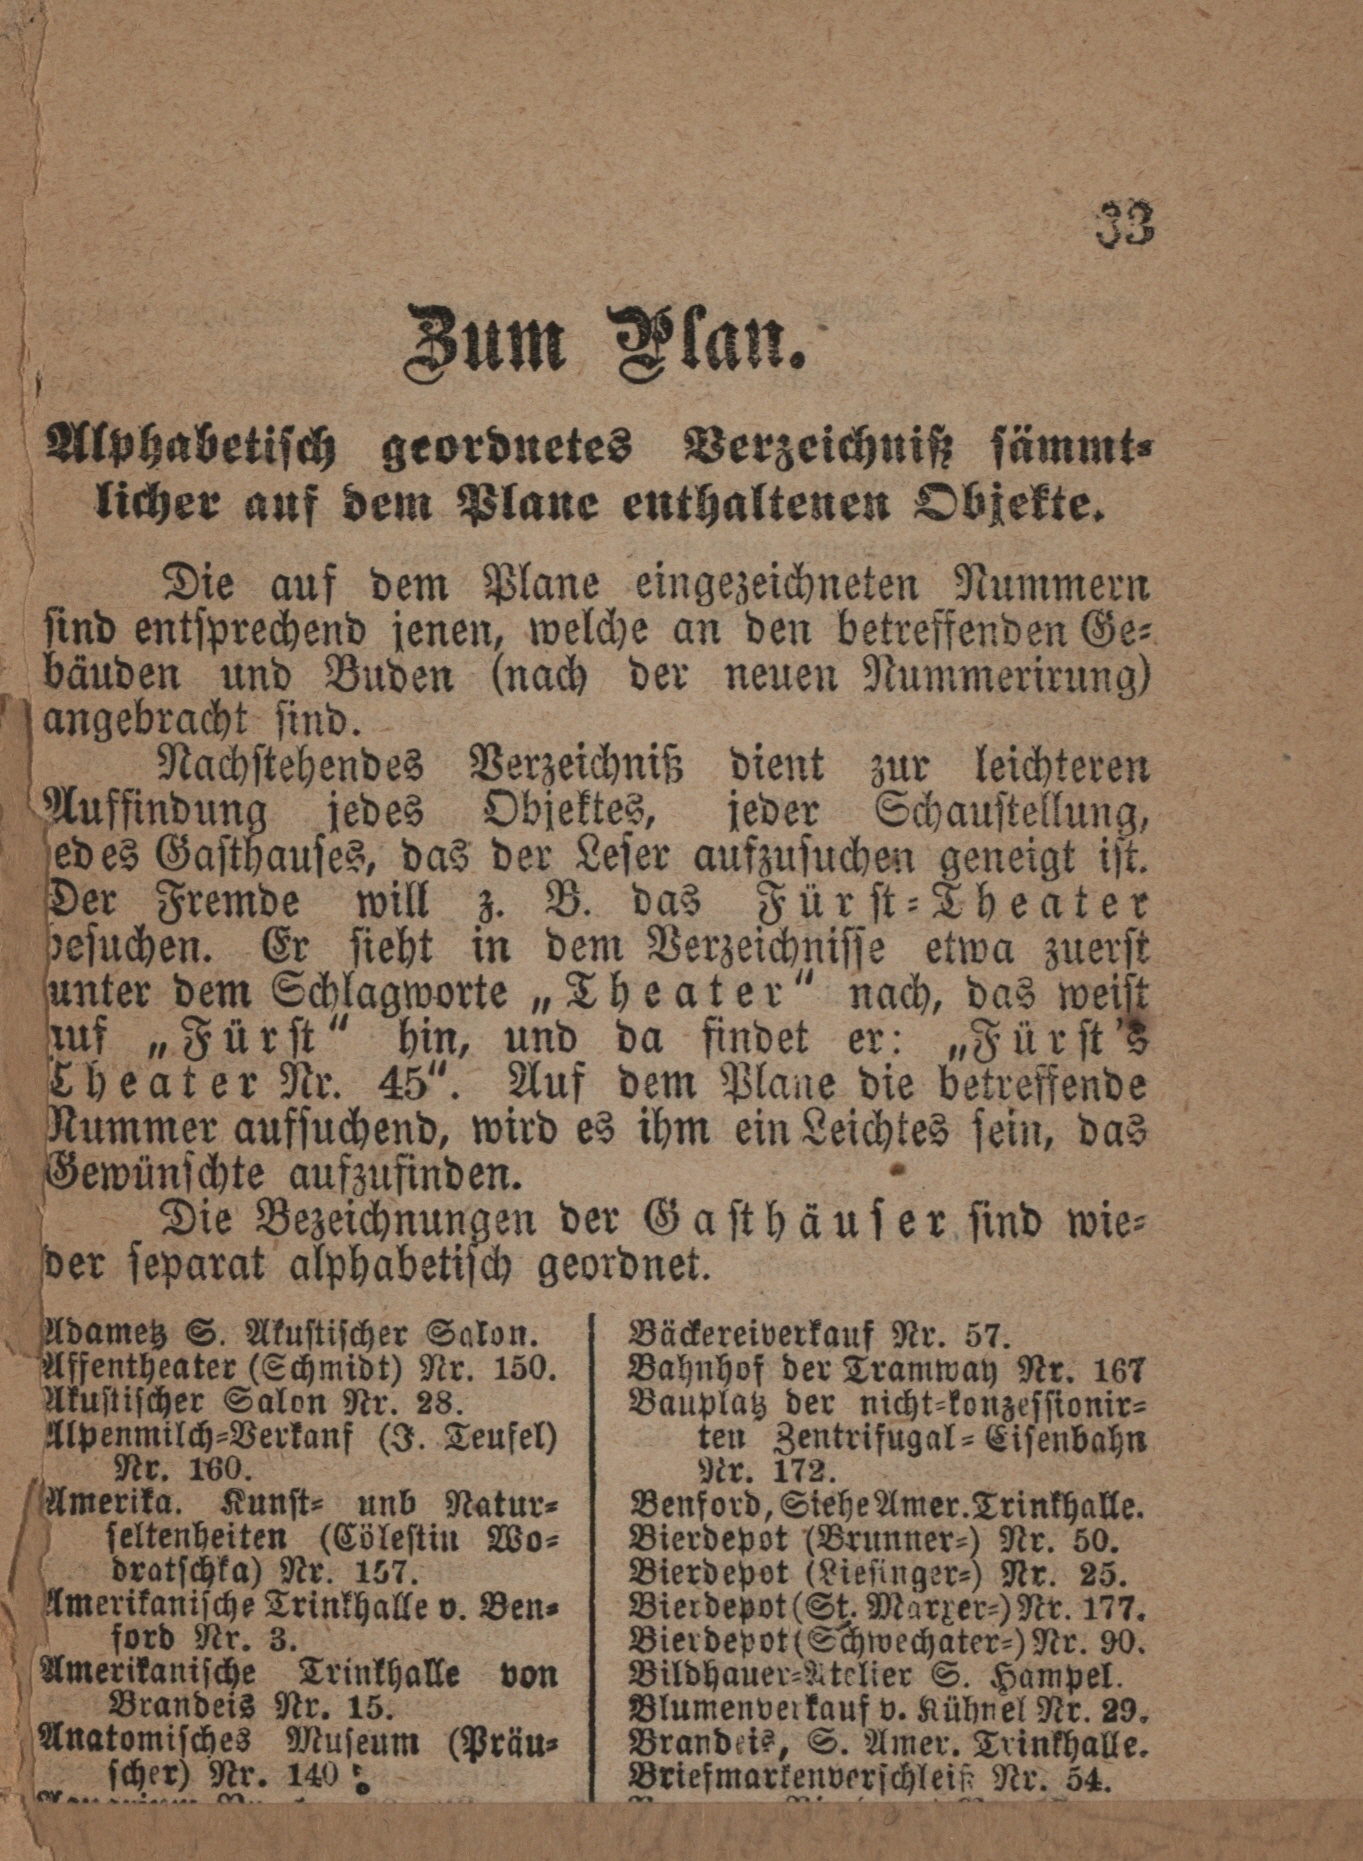 33
Zum Plan.
Alphabetisch geordnetes Verzeichniß sämmt-
licher auf dem Plane enthaltenen Objekte.
Die auf dem Plane eingezeichneten Nummern
sind entsprechend jenen, welche an den betreffenden Ge-
bäuden und Buden (nach der neuen Nummerirung)
angebracht sind.
Nachstehendes Verzeichniß dient zur leichteren
Auffindung jedes Objektes, jeder Schaustellung,
jedes Gasthauses, das der Leser aufzusuchen geneigt ist.
Der Fremde will z. B. das Fürst-Theater
besuchen. Er sieht in dem Verzeichnisse etwa zuerst
unter dem Schlagworte „Theater“ nach, das weist
auf „Fürst“ hin, und da findet er: „Fürst's
Theater Nr. 45“. Auf dem Plane die betreffende
Nummer aufsuchend, wird es ihm ein Leichtes sein, das
Gewünschte aufzufinden.
Die Bezeichnungen der Gasthäuser sind wie-
der separat alphabetisch geordnet.
Adametz S. Akustischer Salon.
Affentheater (Schmidt) Nr. 150.
Akustischer Salon Nr. 28.
Alpenmilch-Verkauf (J. Teufel)
Nr. 160.
Amerika. Kunst- unb Natur-
seltenheiten (Cölestin Wo-
dratschka) Nr. 157.
Amerikanische Trinkhalle v. Ben-
ford Nr. 3.
Amerikanische Trinkhalle von
Brandeis Nr. 15.
Anatomisches Museum (Präu-
scher) Nr. 140
Bäckereiverkauf Nr. 57.
Bahnhof der Tramway Nr. 167
Bauplatz der nicht-konzessionir-
ten Zentrifugal-Eisenbahn
Nr. 172.
Benford, Siehe Amer. Trinkhalle.
Bierdepot (Brunner-) Nr. 50.
Bierdepot (Liesinger-) Nr. 25.
Bierdepot (St. Marxer-) Nr. 177.
Bierdepot (Schwechater-) Nr. 90.
Bildhauer-Atelier S. Hampel.
Blumenverkauf v. Kühnel Nr. 29.
Brandeis, S. Amer. Trinkhalle.
Briefmarkenverschleiß Nr. 54.